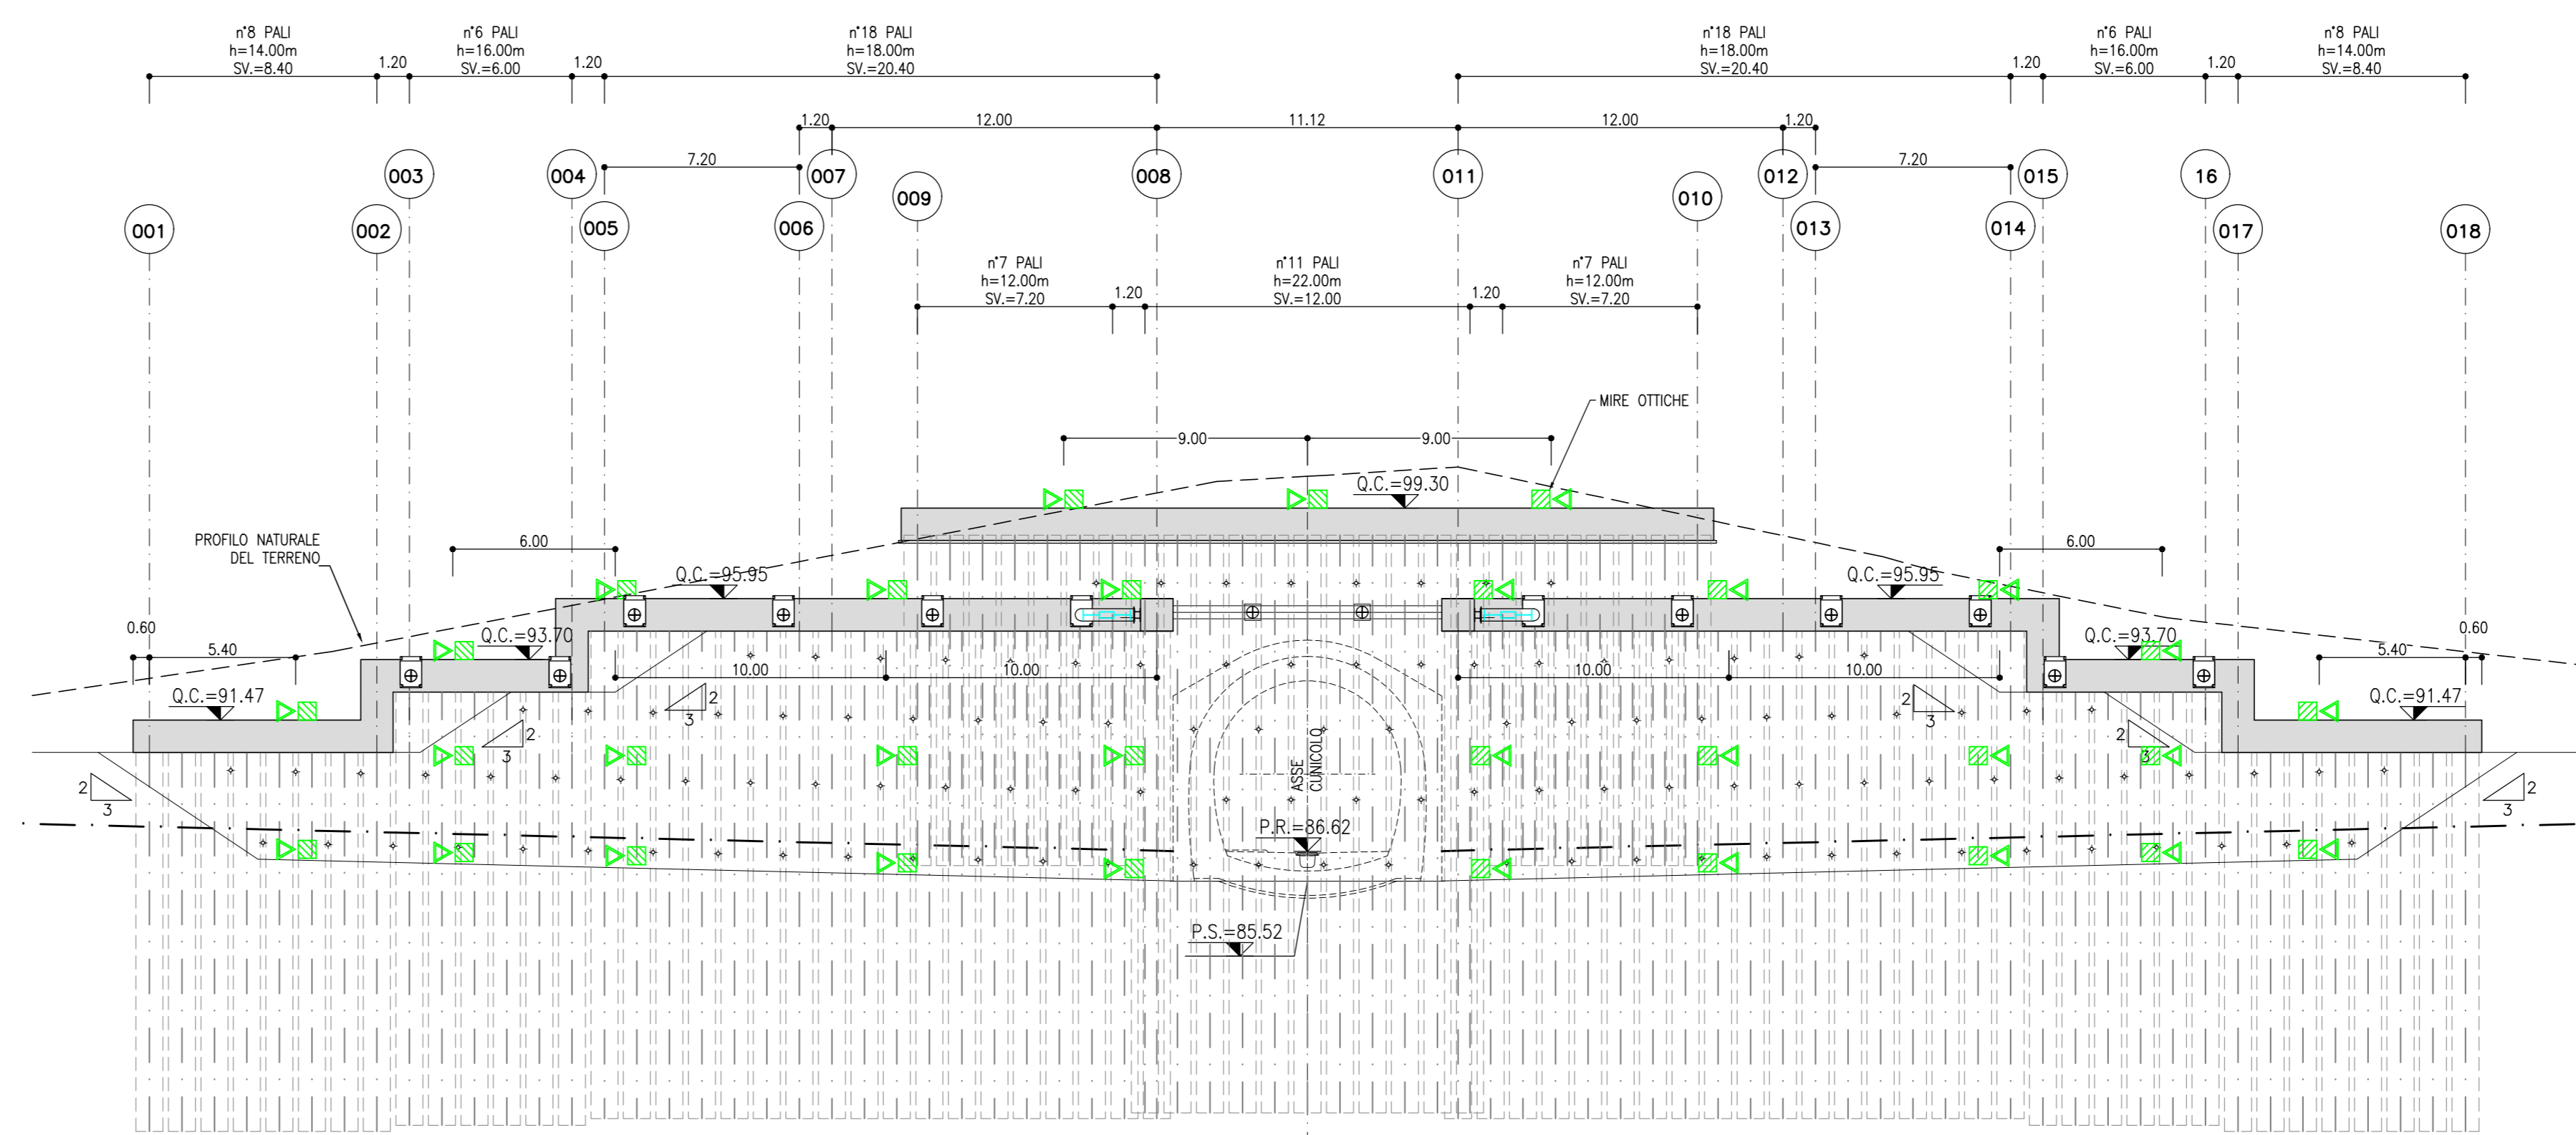 n°8 PALI
h=14.00m
SV.=8.40
1.20
n°6 PALI
h=16.00m
SV.=6.00
1.20
n°18 PALI
h=18.00m
SV.=20.40
n°18 PALI
h=18.00m
SV.=20.40
1.20
n°6 PALI
h=16.00m
SV.=6.00
1.20
n°8 PALI
h=14.00m
SV.=8.40
1.20
12.00
11.12
12.00
1.20
7.20
7.20
003
004
007
008
011
012
015
16
009
010
001
002
005
006
013
014
017
018
n°7 PALI
h=12.00m
SV.=7.20
1.20
n°11 PALI
h=22.00m
SV.=12.00
1.20
n°7 PALI
h=12.00m
SV.=7.20
MIRE OTTICHE
9.00
9.00
Q.C.=99.30
PROFILO NATURALE
DEL TERRENO
6.00
6.00
Q.C.=95.95
Q.C.=95.95
0.60
5.40
Q.C.=93.70
Q.C.=93.70
0.60
5.40
10.00
10.00
10.00
10.00
Q.C.=91.47
Q.C.=91.47
2
3
2
3
2
3
2
3
2
3
2
3
ASSE
CUNICOLO
P.R.=86.62
P.S.=85.52